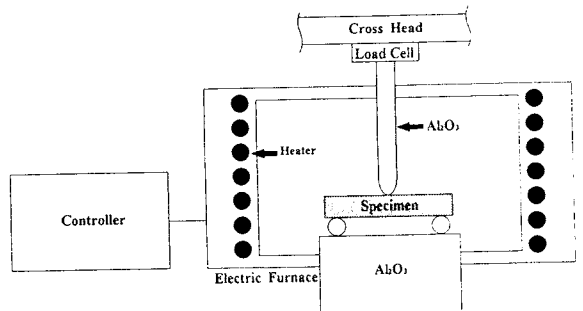 Cross Head
Load Cell
Al₂O₃
Heater
Specimen
Controller
Al₂O₃
Electric Furnace